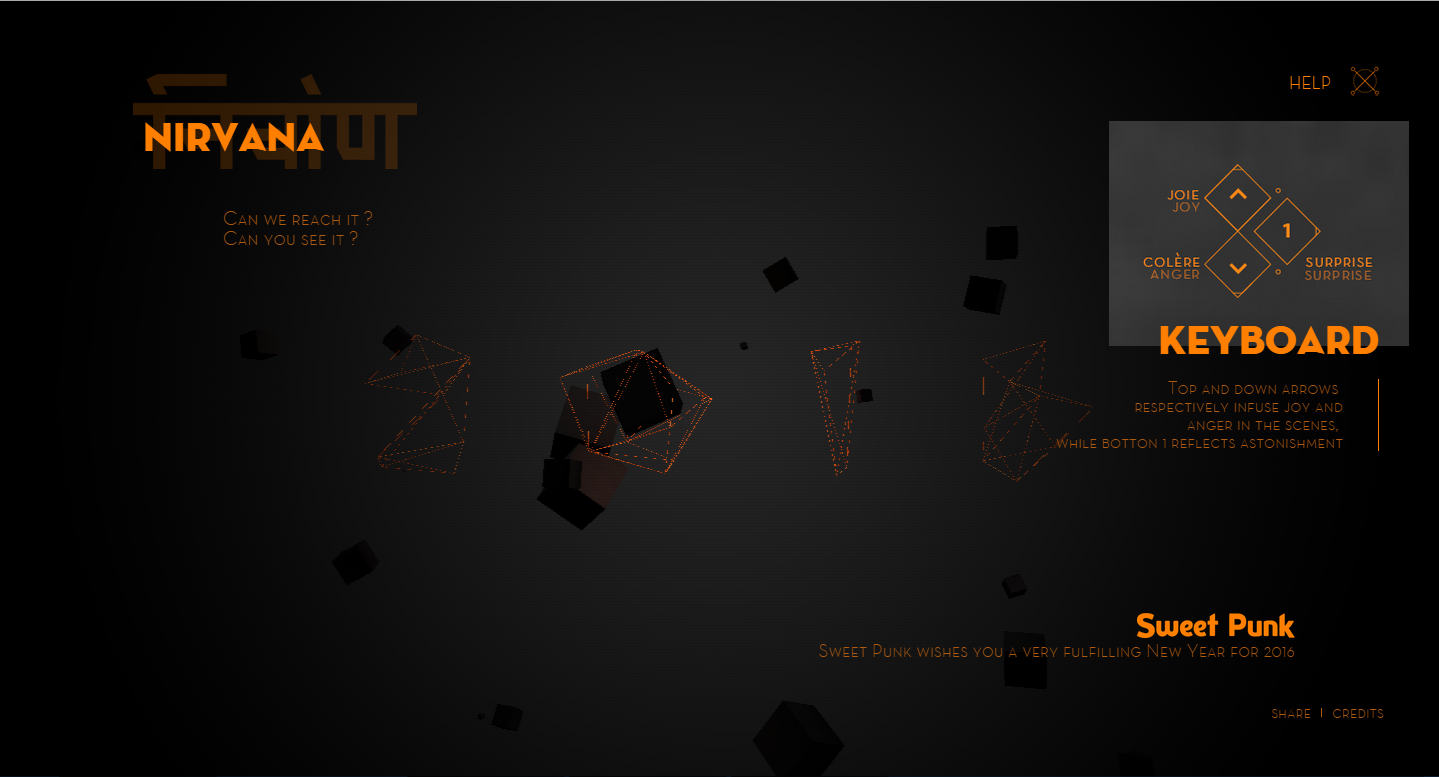 निर्वाण
NIRVANA
Can we reach it ?
Can you see it ?
HELP
JOIE
JOY
1
COLÈRE
ANGER
SURPRISE
SURPRISE
KEYBOARD
Top and down arrows
respectively infuse joy and
anger in the scenes,
while botton 1 reflects astonishment
2016
Sweet Punk
Sweet Punk wishes you a very fulfilling New Year for 2016
SHARE | CREDITS